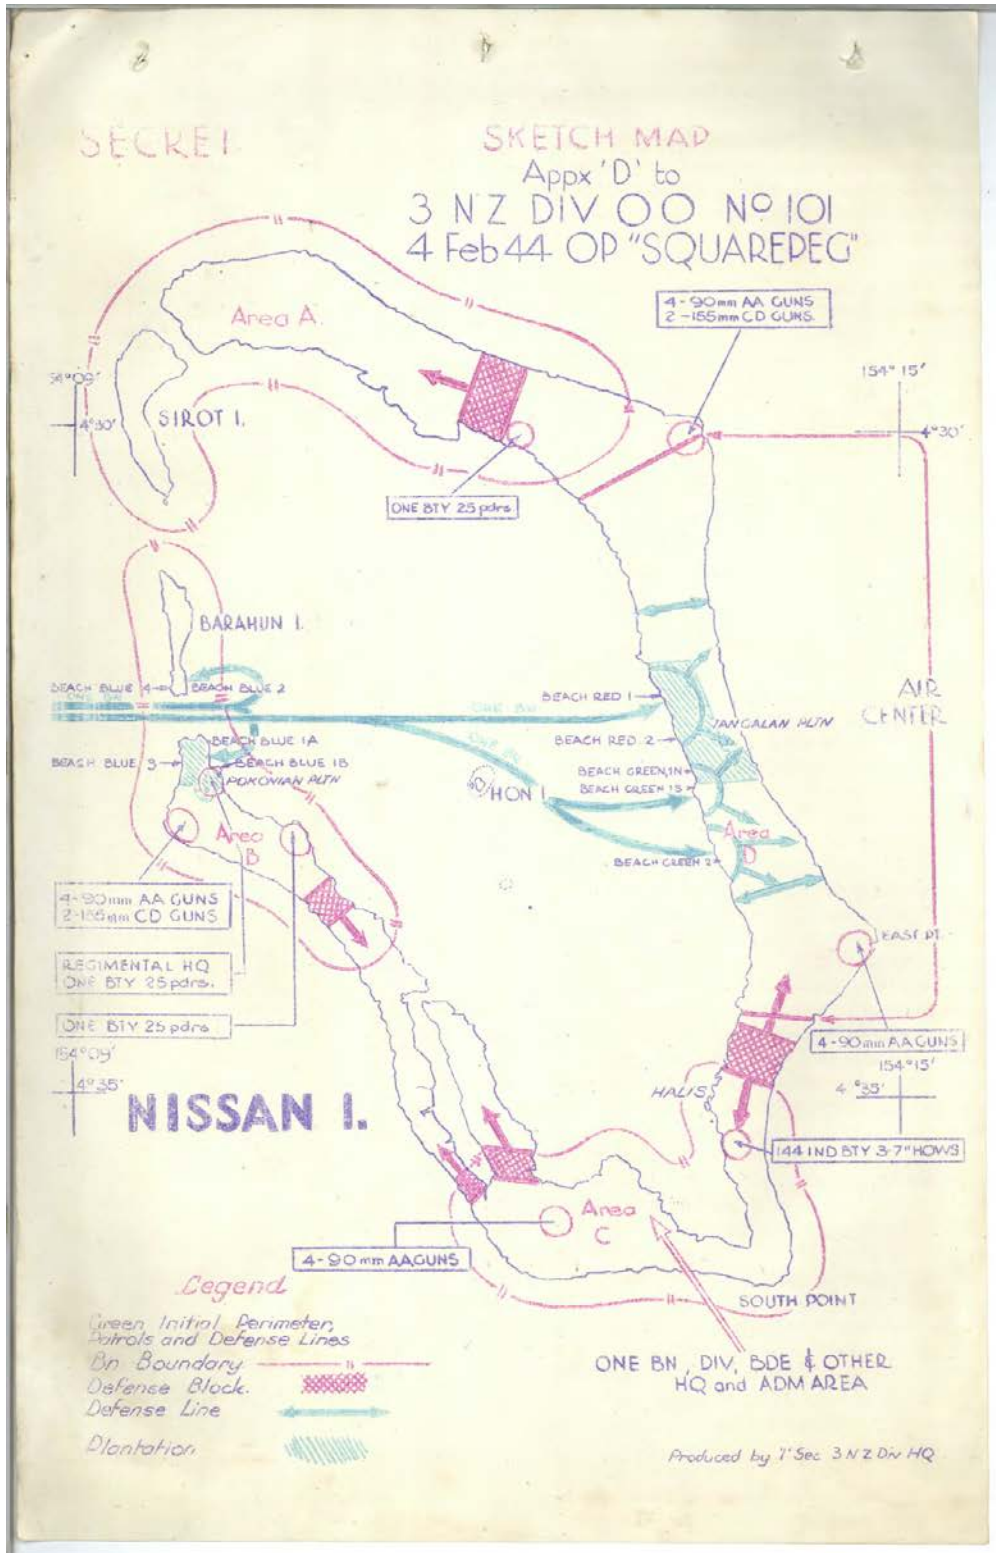 SECRET
SKETCH MAP
Appx 'D' to
3 NZ DIV OO Nº 101
4 Feb 44 OP "SQUAREPEG"
4-90mm AA GUNS
2-155mm CD GUNS.
Area A.
154° 15'
54°09'
4°30'
SIROT I.
4°30'
ONE BTY 25 pdrs.
BARAHUN I.
BEACH BLUE 4
BEACH BLUE 2
BEACH RED 1
AIR
CENTER
ONE BN
ONE BN
TANGALAN PLTN
BEACH BLUE 1A
BEACH RED 2
BEACH BLUE 3
BEACH BLUE 1B
POKONIAN PLTN
ONE BN
BEACH GREEN 1N
BEACH GREEN 1S
HON I.
Area
B
Area
D
BEACH GREEN 2
4-90mm AA GUNS
2-155mm CD GUNS
EAST PT.
REGIMENTAL HQ
ONE BTY 25 pdrs.
ONE BTY 25 pdrs
4-90mm AA GUNS
154°09'
4°35'
154°15'
4°35'
HALIS
NISSAN I.
144 IND BTY 3-7" HOWS
Area
C
4-90mm AA GUNS
SOUTH POINT
Legend
Green Initial Perimeter,
Patrols and Defense Lines
Bn Boundary
Defense Block.
Defense Line
Plantation
ONE BN, DIV, BDE & OTHER
HQ and ADM AREA
Produced by 'I' Sec 3 NZ Div HQ